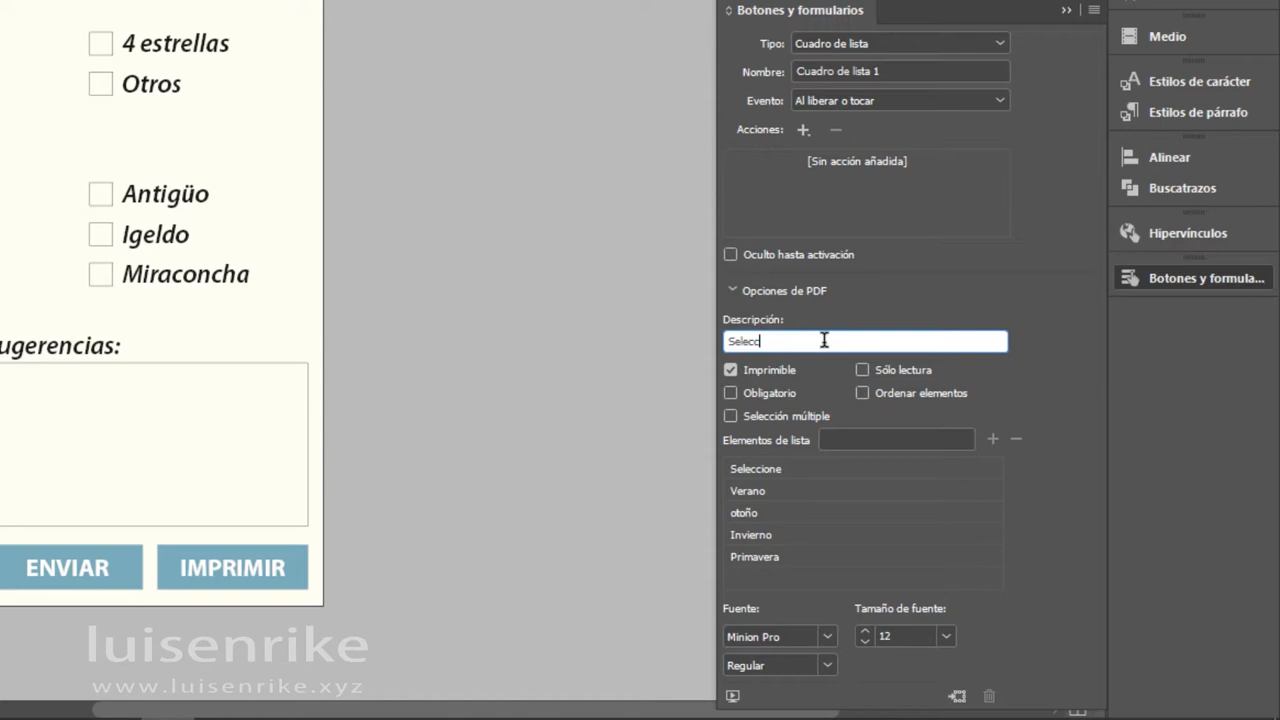 4 estrellas
Otros
Antigüo
Igeldo
Miraconcha
ugerencias:
ENVIAR
IMPRIMIR
luisenrike
www.luisenrike.xyz
Botones y formularios
Tipo: Cuadro de lista
Nombre: Cuadro de lista 1
Evento: Al liberar o tocar
Acciones:
[Sin acción añadida]
Oculto hasta activación
Opciones de PDF
Descripción:
Selecc
Imprimible Sólo lectura
Obligatorio Ordenar elementos
Selección múltiple
Elementos de lista
Seleccione
Verano
otoño
Invierno
Primavera
Fuente: Tamaño de fuente:
Minion Pro 12
Regular
Medio
Estilos de carácter
Estilos de párrafo
Alinear
Buscatrazos
Hipervínculos
Botones y formula...